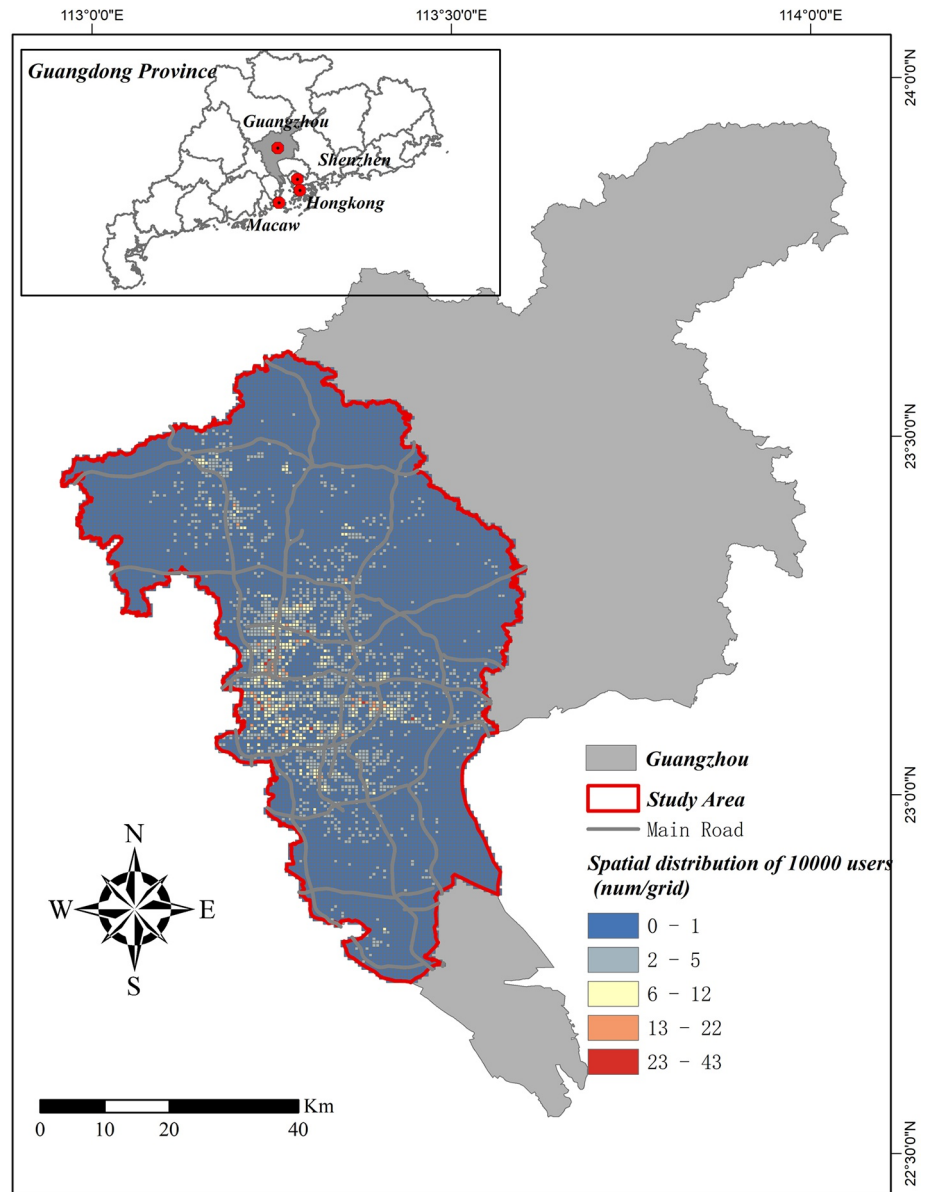 113°0'0"E 113°30'0"E 114°0'0"E
Guangdong Province
Guangzhou
Shenzhen
Hongkong
Macaw
24°0'0"N
23°30'0"N
23°0'0"N
22°30'0"N
Guangzhou
Study Area
Main Road
Spatial distribution of 10000 users
(num/grid)
0 - 1
2 - 5
6 - 12
13 - 22
23 - 43
N
W E
S
Km
0 10 20 40